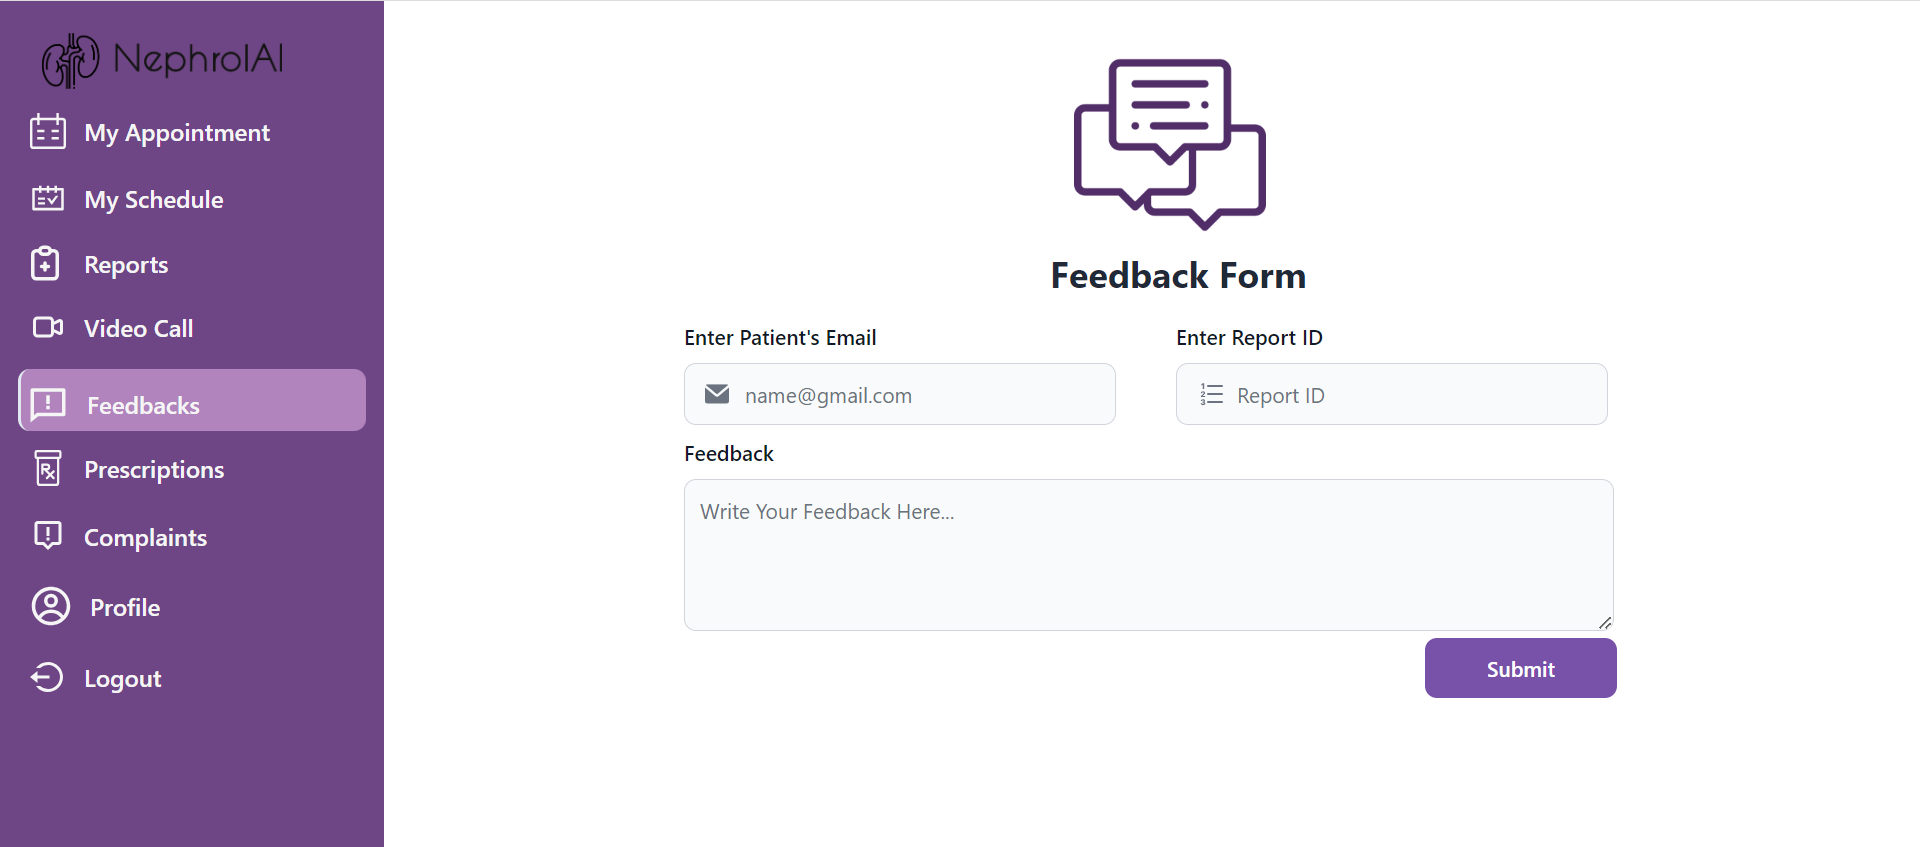 NephrolAI
My Appointment
My Schedule
Reports
Video Call
Feedbacks
Prescriptions
Complaints
Profile
Logout
Feedback Form
Enter Patient's Email
Enter Report ID
name@gmail.com
Report ID
Feedback
Write Your Feedback Here...
Submit